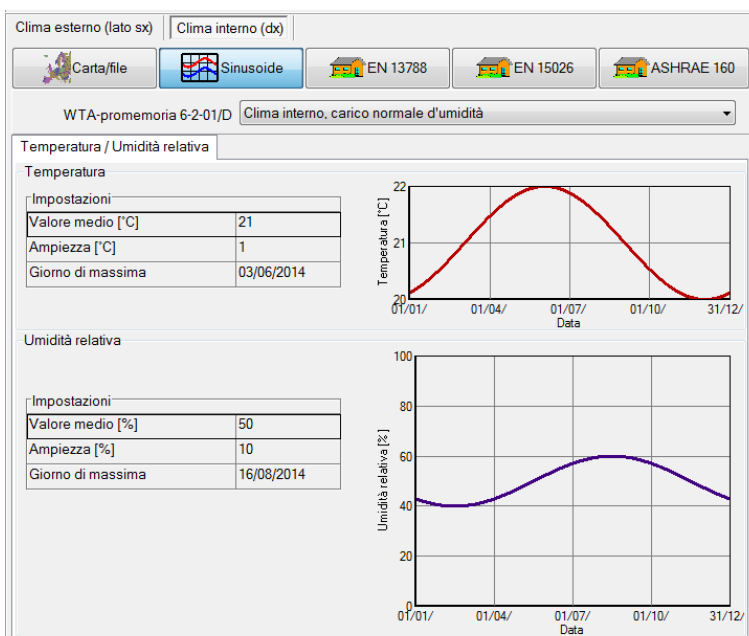 Clima esterno (lato sx) Clima interno (dx)
Carta/file Sinusoide EN 13788 EN 15026 ASHRAE 160
WTA-promemoria 6-2-01/D Clima interno, carico normale d'umidità
Temperatura / Umidità relativa
Temperatura
Impostazioni
Valore medio [°C] 21
Ampiezza [°C] 1
Giorno di massima 03/06/2014
Temperatura [°C]
22
21
20
01/01/ 01/04/ 01/07/ 01/10/ 31/12/
Data
Umidità relativa
Impostazioni
Valore medio [%] 50
Ampiezza [%] 10
Giorno di massima 16/08/2014
Umidità relativa [%]
100
80
60
40
20
0
01/01/ 01/04/ 01/07/ 01/10/ 31/12/
Data